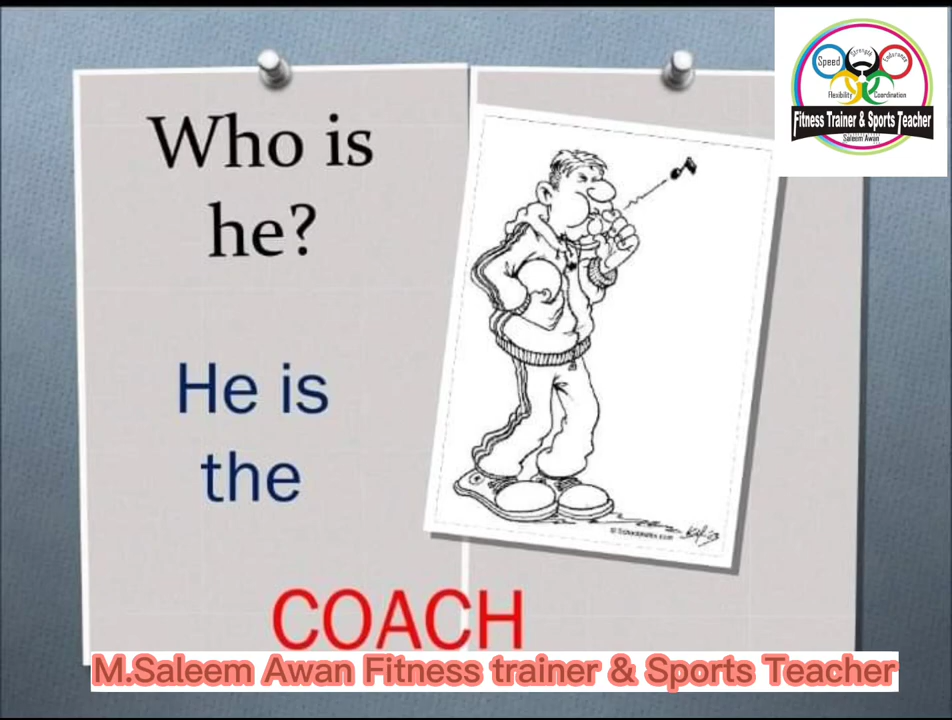 Who is
he?
He is
the
COACH
M.Saleem Awan Fitness trainer & Sports Teacher
Speed
Strength
Endurance
Flexibility
Coordination
Fitness Trainer & Sports Teacher
Saleem Awan